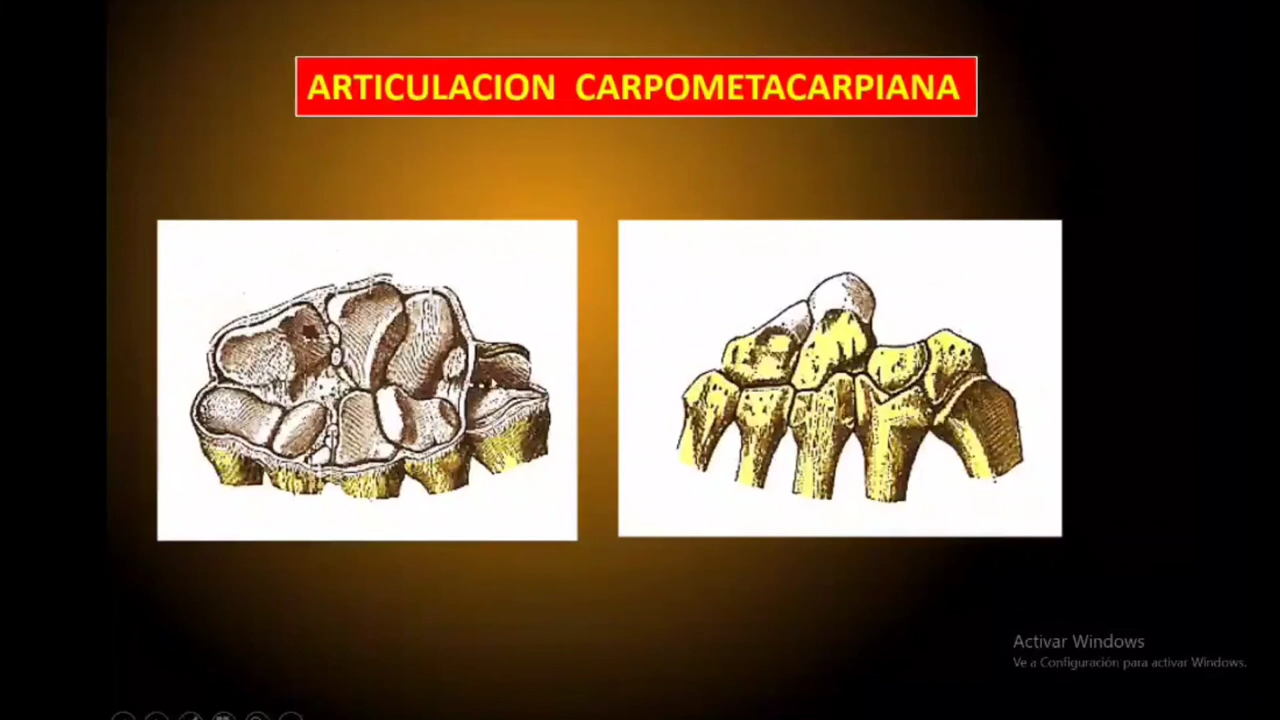 ARTICULACION CARPOMETACARPIANA
Activar Windows
Ve a Configuración para activar Windows.